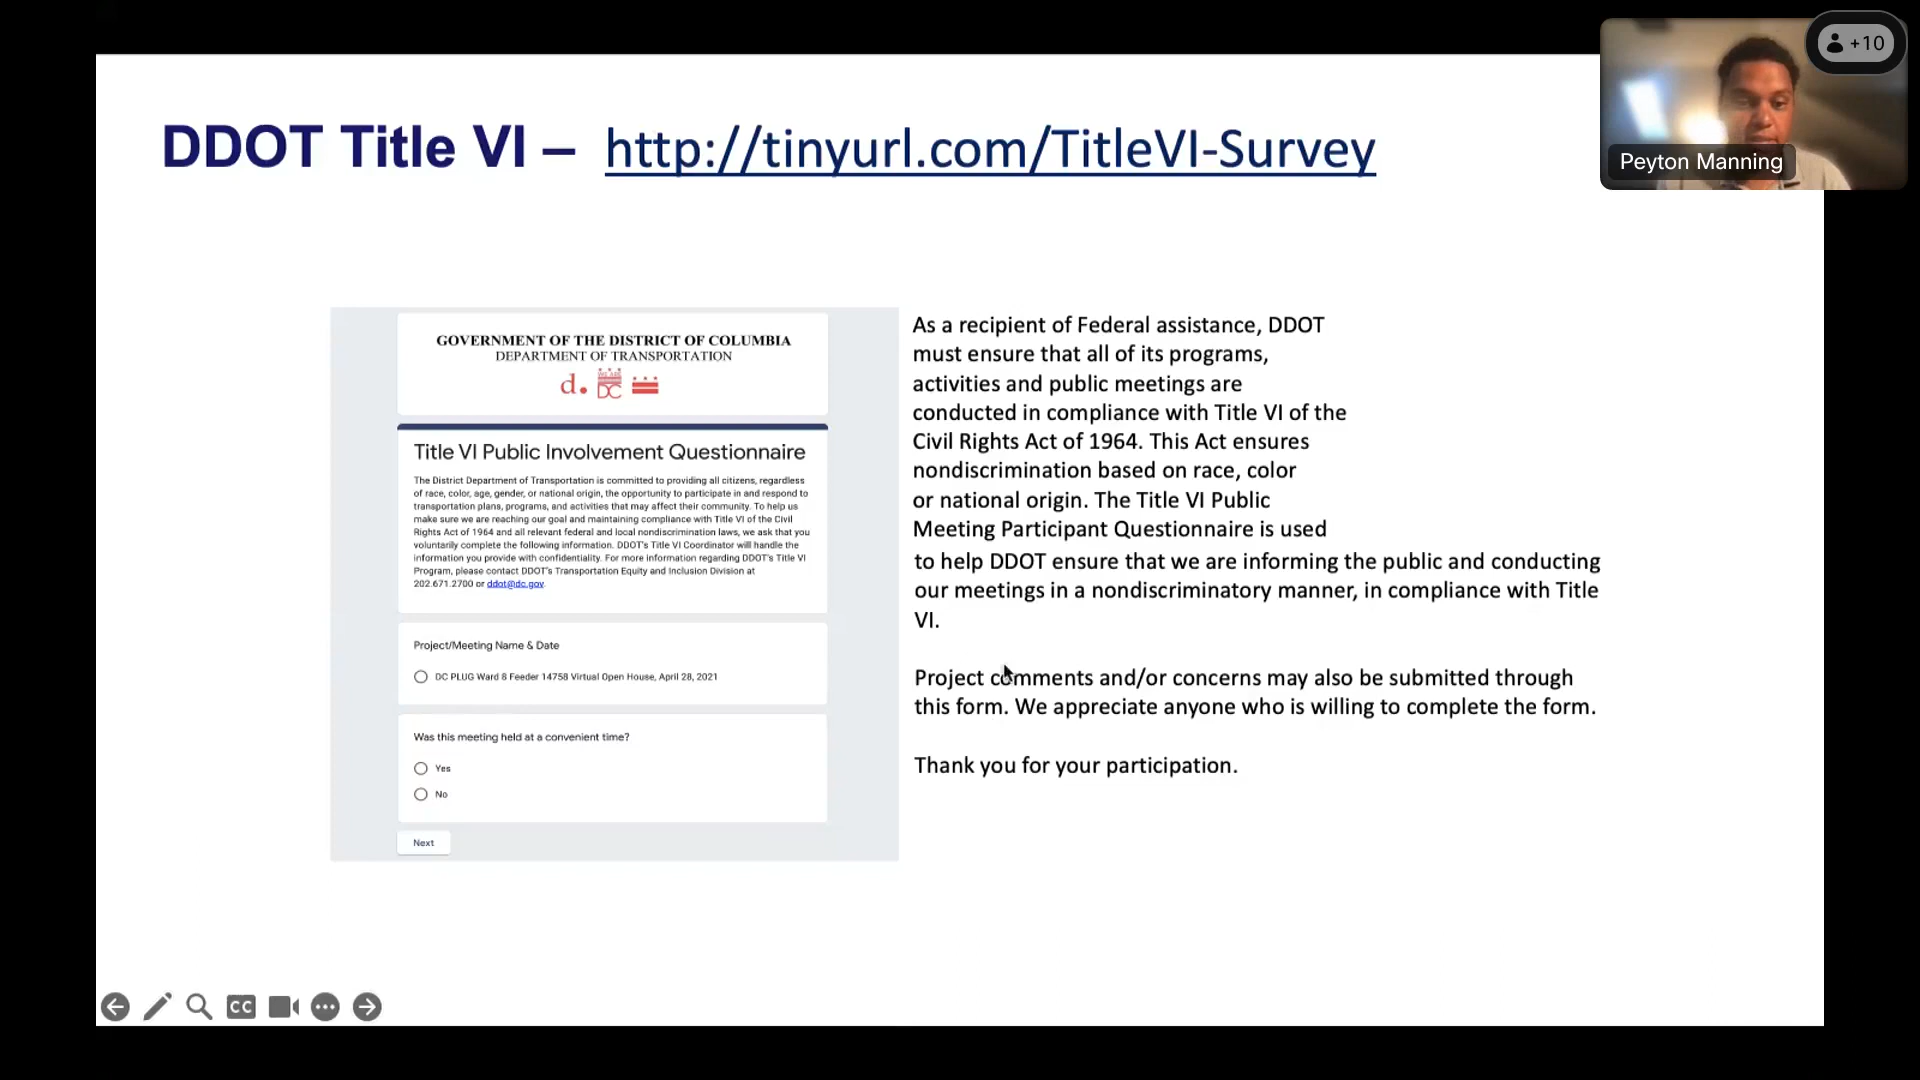 DDOT Title VI – http://tinyurl.com/TitleVI-Survey
+10
Peyton Manning
GOVERNMENT OF THE DISTRICT OF COLUMBIA
DEPARTMENT OF TRANSPORTATION
d.
WE ARE
DC
Title VI Public Involvement Questionnaire
The District Department of Transportation is committed to providing all citizens, regardless
of race, color, age, gender, or national origin, the opportunity to participate in and respond to
transportation plans, programs, and activities that may affect their community. To help us
make sure we are reaching our goal and maintaining compliance with Title VI of the Civil
Rights Act of 1964 and all relevant federal and local nondiscrimination laws, we ask that you
voluntarily complete the following information. DDOT's Title VI Coordinator will handle the
information you provide with confidentiality. For more information regarding DDOT's Title VI
Program, please contact DDOT's Transportation Equity and Inclusion Division at
202.671.2700 or ddot@dc.gov.
Project/Meeting Name & Date
DC PLUG Ward 8 Feeder 14758 Virtual Open House, April 28, 2021
Was this meeting held at a convenient time?
Yes
No
Next
As a recipient of Federal assistance, DDOT
must ensure that all of its programs,
activities and public meetings are
conducted in compliance with Title VI of the
Civil Rights Act of 1964. This Act ensures
nondiscrimination based on race, color
or national origin. The Title VI Public
Meeting Participant Questionnaire is used
to help DDOT ensure that we are informing the public and conducting
our meetings in a nondiscriminatory manner, in compliance with Title
VI.
Project comments and/or concerns may also be submitted through
this form. We appreciate anyone who is willing to complete the form.
Thank you for your participation.
CC